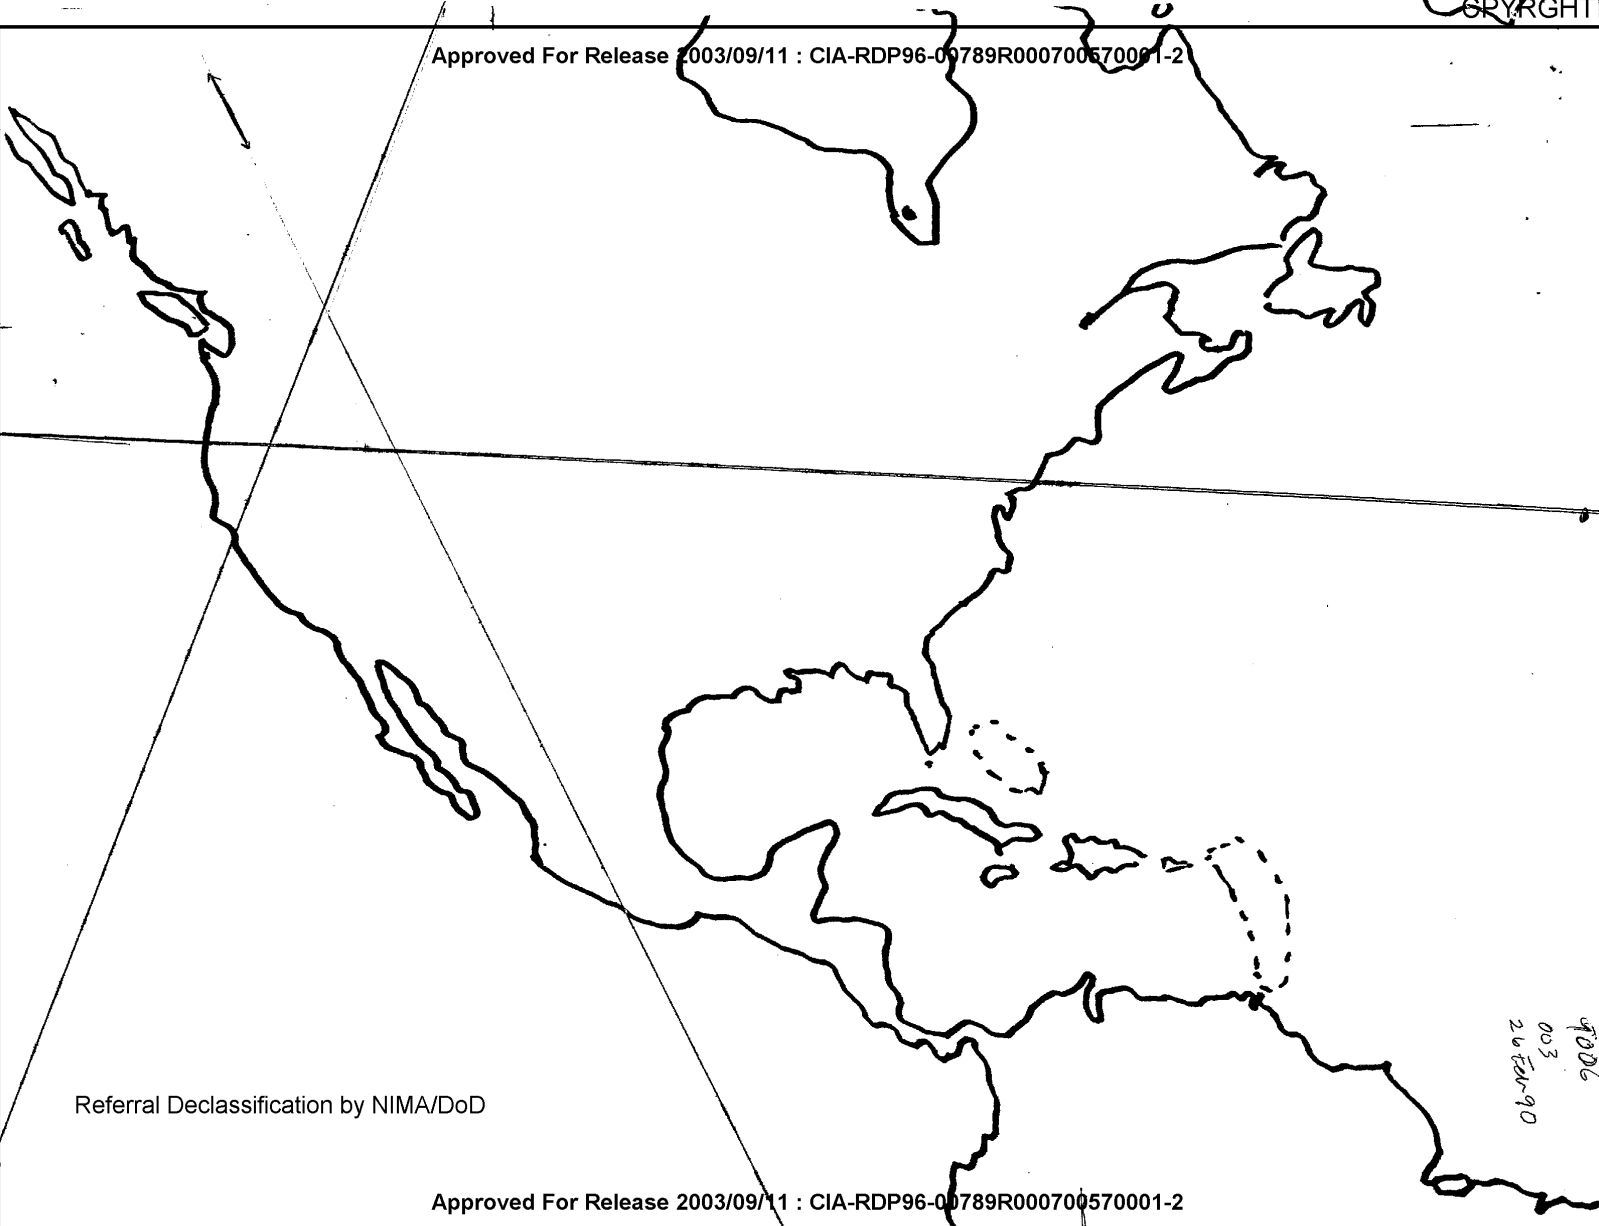 CPYRGHT
Approved For Release 2003/09/11 : CIA-RDP96-00789R000700570001-2
003
26 Feb 90
Referral Declassification by NIMA/DoD
Approved For Release 2003/09/11 : CIA-RDP96-00789R000700570001-2